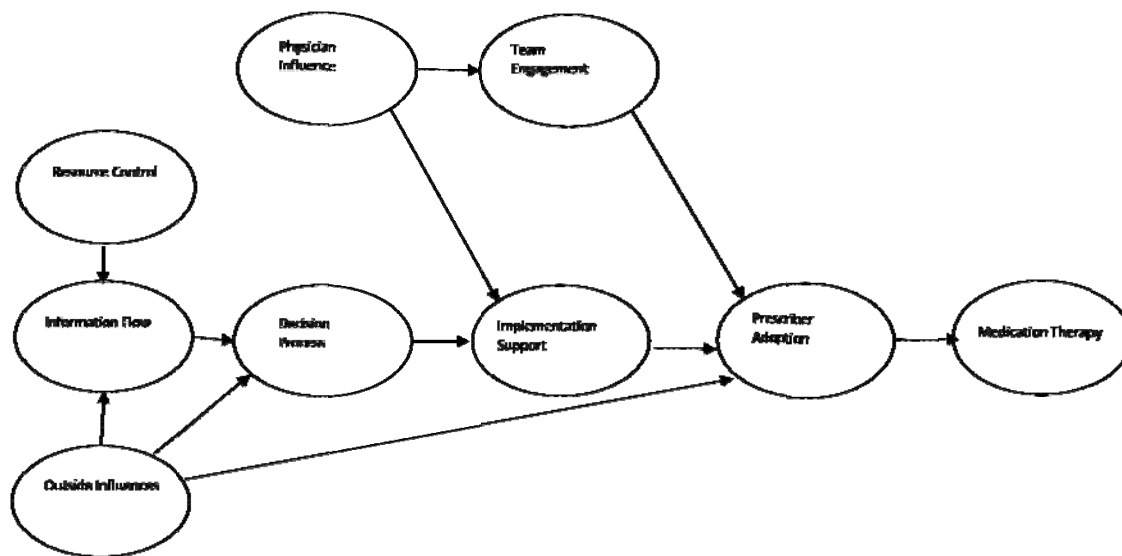 Physician
Influence
Team
Engagement
Resource Control
Information Flow
Decision
Process
Implementation
Support
Prescriber
Adoption
Medication Therapy
Outside Influences